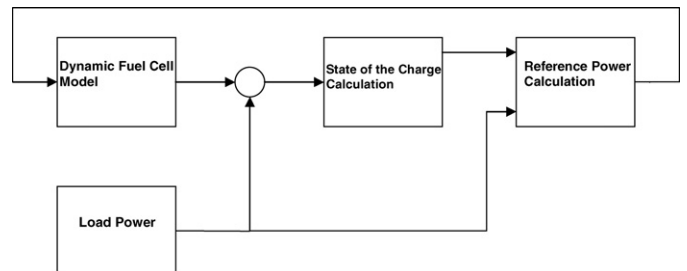 Dynamic Fuel Cell
Model
State of the Charge
Calculation
Reference Power
Calculation
Load Power